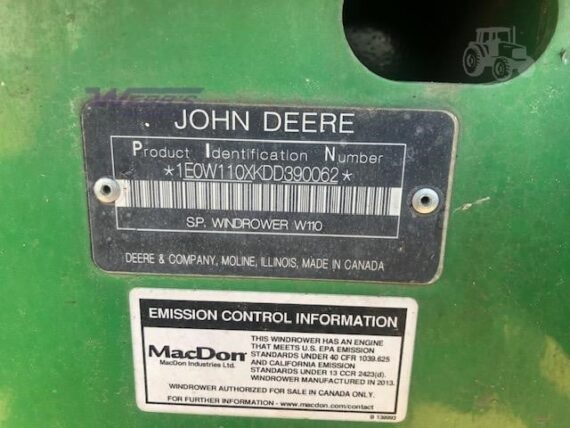 JOHN DEERE
Product Identification Number
*1E0W110XKDD390062*
S.P. WINDROWER W110
DEERE & COMPANY, MOLINE, ILLINOIS, MADE IN CANADA
EMISSION CONTROL INFORMATION
MacDon
MacDon Industries Ltd.
THIS WINDROWER HAS AN ENGINE
THAT MEETS U.S. EPA EMISSION
STANDARDS UNDER 40 CFR 1039.625
AND CALIFORNIA EMISSION
STANDARDS UNDER 13 CCR 2423(d).
WINDROWER MANUFACTURED IN 2013.
WINDROWER AUTHORIZED FOR SALE IN CANADA ONLY.
FOR FURTHER INFORMATION - www.macdon.com/contact